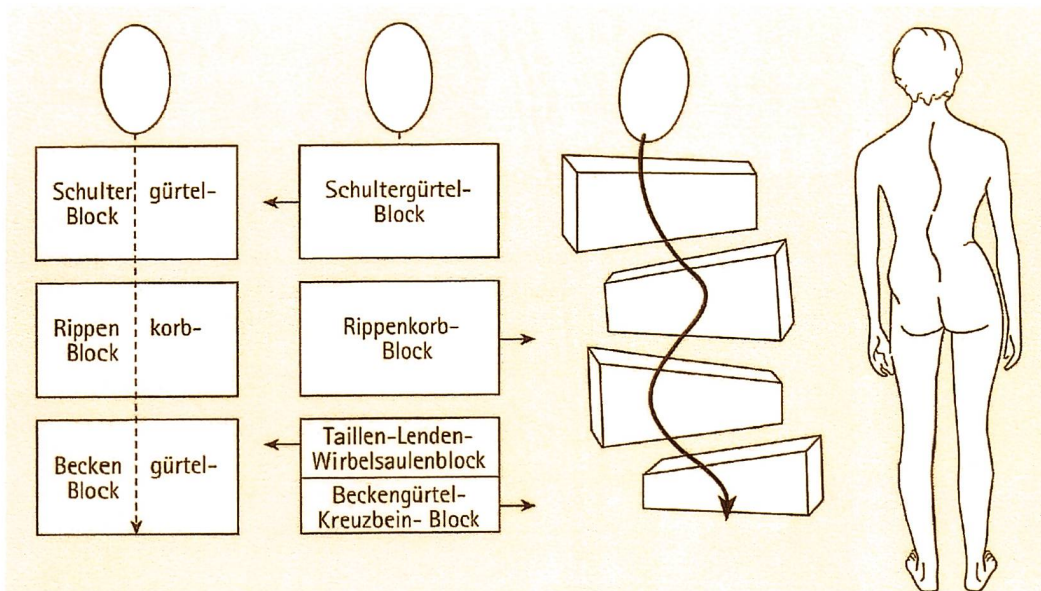 Schulter gürtel-
Block
Rippen korb-
Block
Becken gürtel-
Block
Schultergürtel-
Block
Rippenkorb-
Block
Taillen-Lenden-
Wirbelsaulenblock
Beckengürtel-
Kreuzbein- Block